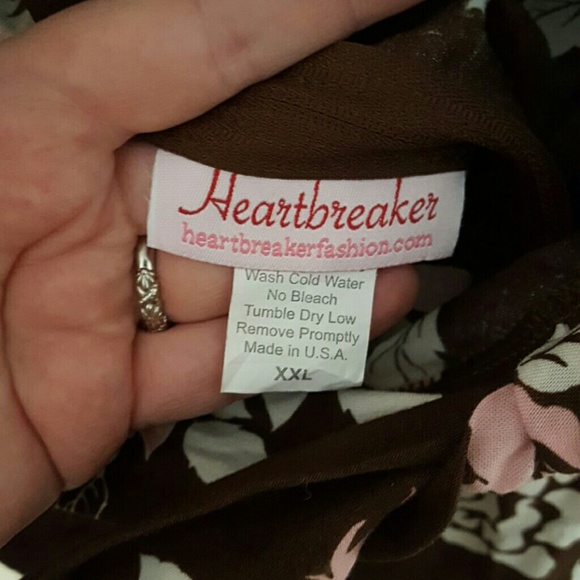 Heartbreaker
heartbreakerfashion.com
Wash Cold Water
No Bleach
Tumble Dry Low
Remove Promptly
Made in U.S.A.
XXL